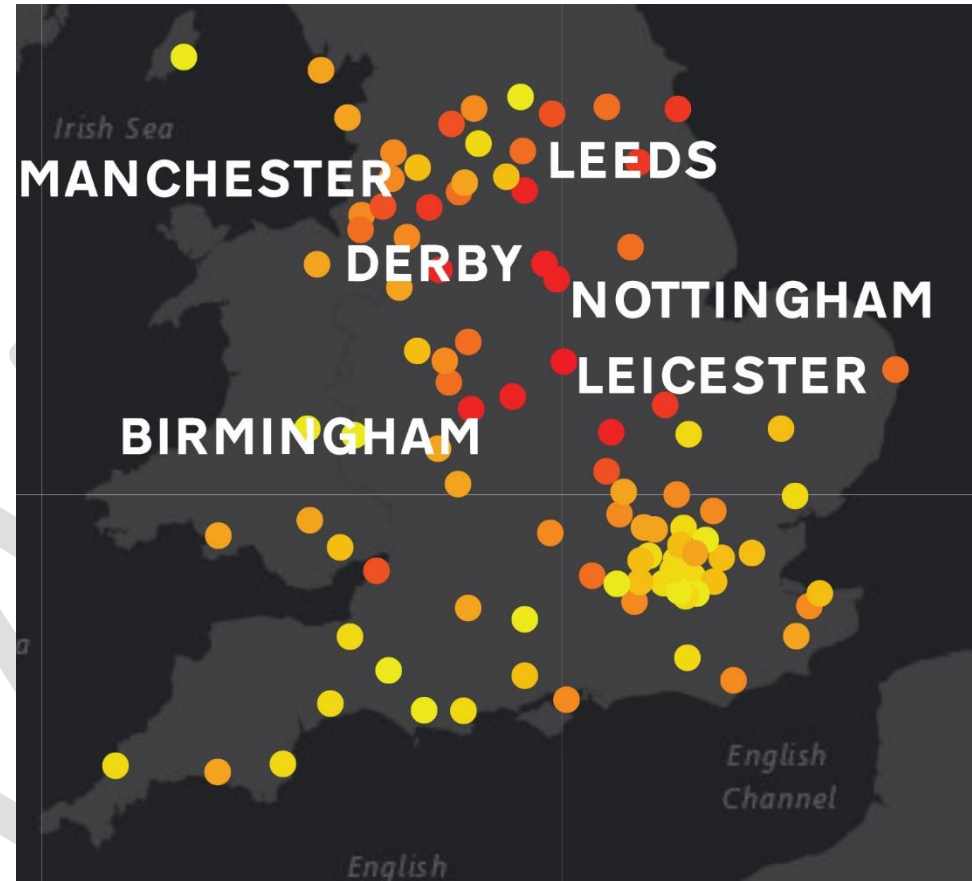 Irish Sea
MANCHESTER
LEEDS
DERBY
NOTTINGHAM
LEICESTER
BIRMINGHAM
a
English
Channel
English